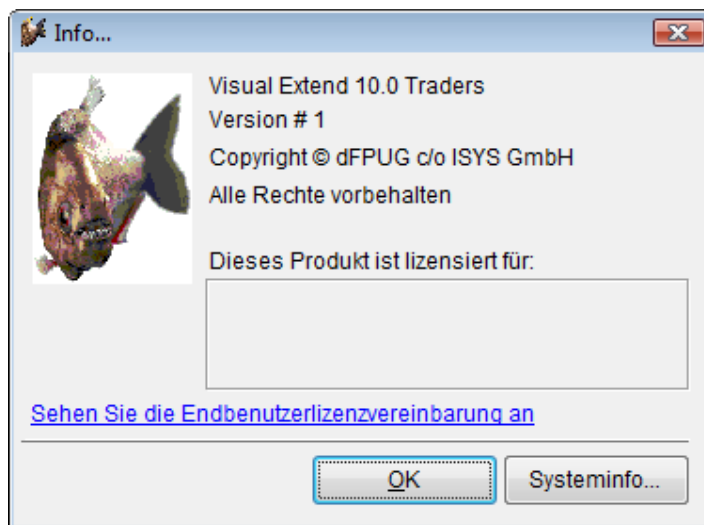 Info...
Visual Extend 10.0 Traders
Version # 1
Copyright © dFPUG c/o ISYS GmbH
Alle Rechte vorbehalten
Dieses Produkt ist lizensiert für:
Sehen Sie die Endbenutzerlizenzvereinbarung an
OK Systeminfo...